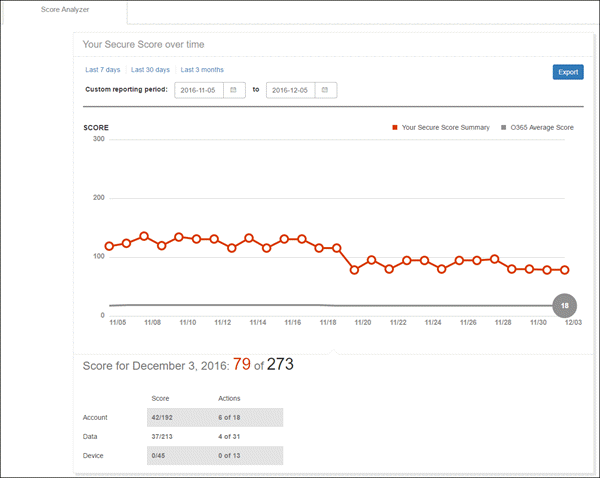 Score Analyzer
Your Secure Score over time
Last 7 days Last 30 days Last 3 months
Export
Custom reporting period: 2016-11-05 to 2016-12-05
SCORE Your Secure Score Summary O365 Average Score
300
200
100
0
18
11/05 11/08 11/10 11/12 11/14 11/16 11/18 11/20 11/22 11/24 11/26 11/28 11/30 12/03
Score for December 3, 2016: 79 of 273
Score Actions
Account 42/192 6 of 18
Data 37/213 4 of 31
Device 0/45 0 of 13